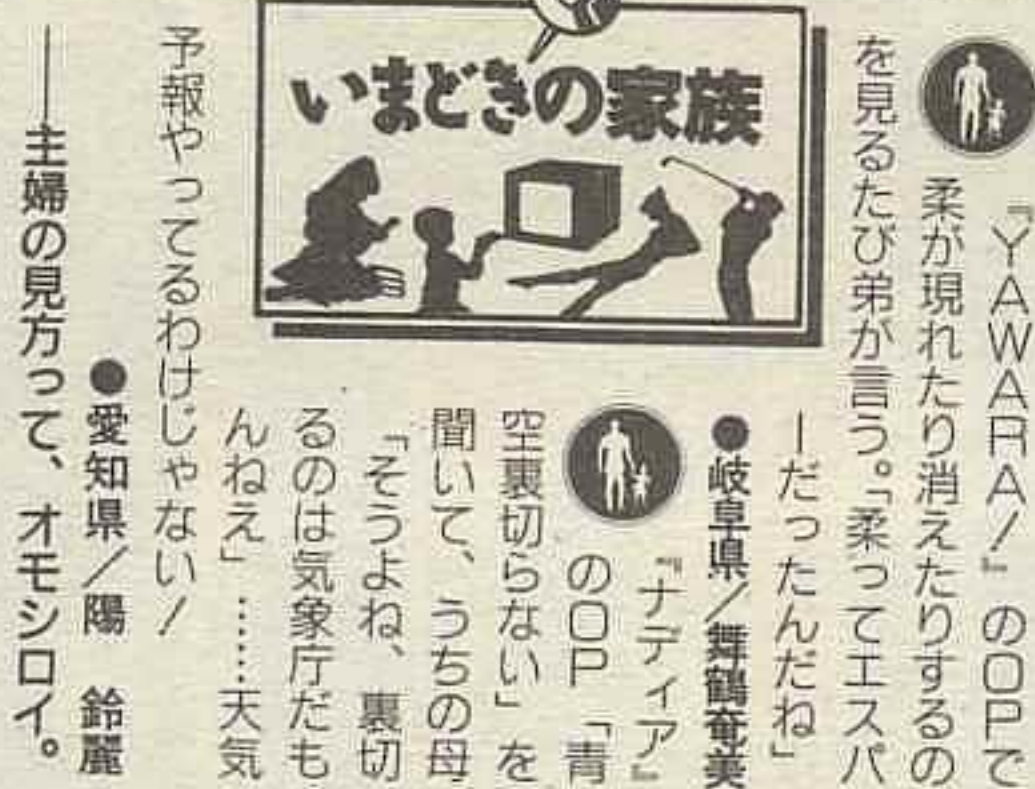 いまどきの家族
『YAWARA!』のOPで
柔が現れたり消えたりするの
を見るたび弟が言う。「柔ってエスパ
ーだったんだね」
●岐阜県/舞鶴奄美
『ナディア』
のOP「青
空裏切らない」を
聞いて、うちの母
「そうよね、裏切
るのは気象庁だも
んねえ」……天気
予報やってるわけじゃない!
●愛知県/陽 鈴麗
——主婦の見方って、オモシロイ。